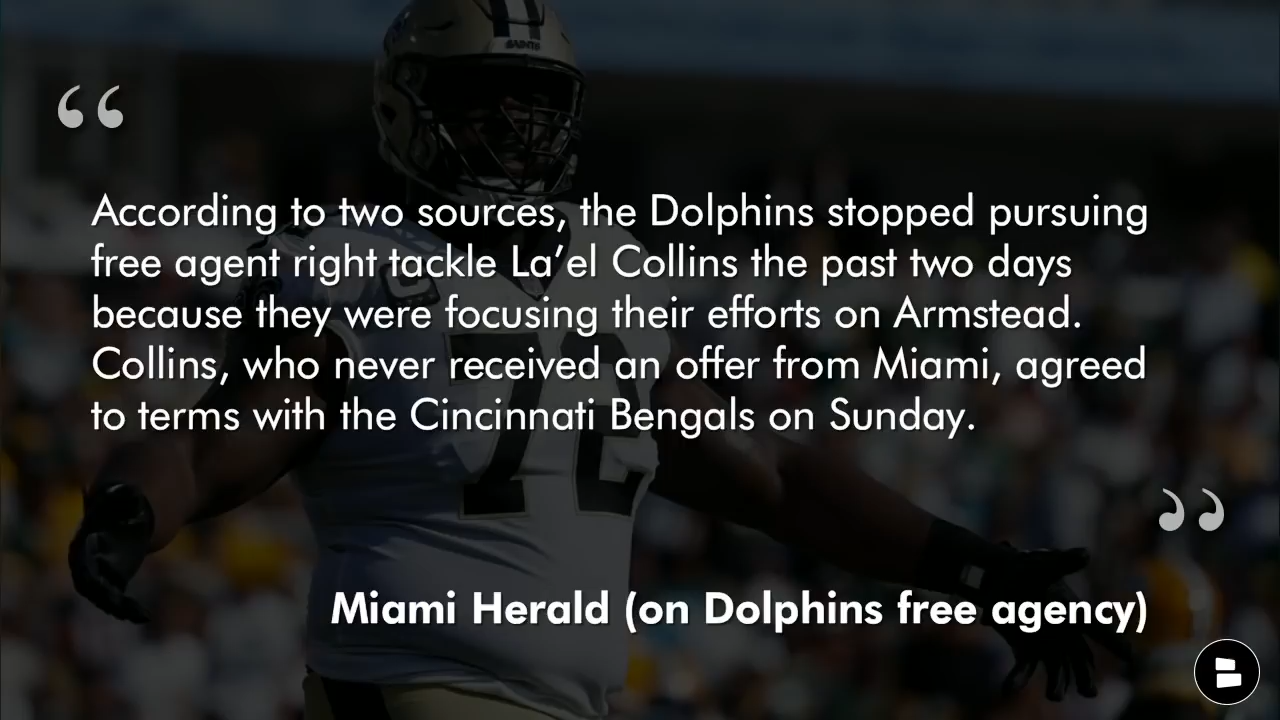 SAINTS
“
According to two sources, the Dolphins stopped pursuing
free agent right tackle La’el Collins the past two days
because they were focusing their efforts on Armstead.
Collins, who never received an offer from Miami, agreed
to terms with the Cincinnati Bengals on Sunday.
72
”
Miami Herald (on Dolphins free agency)